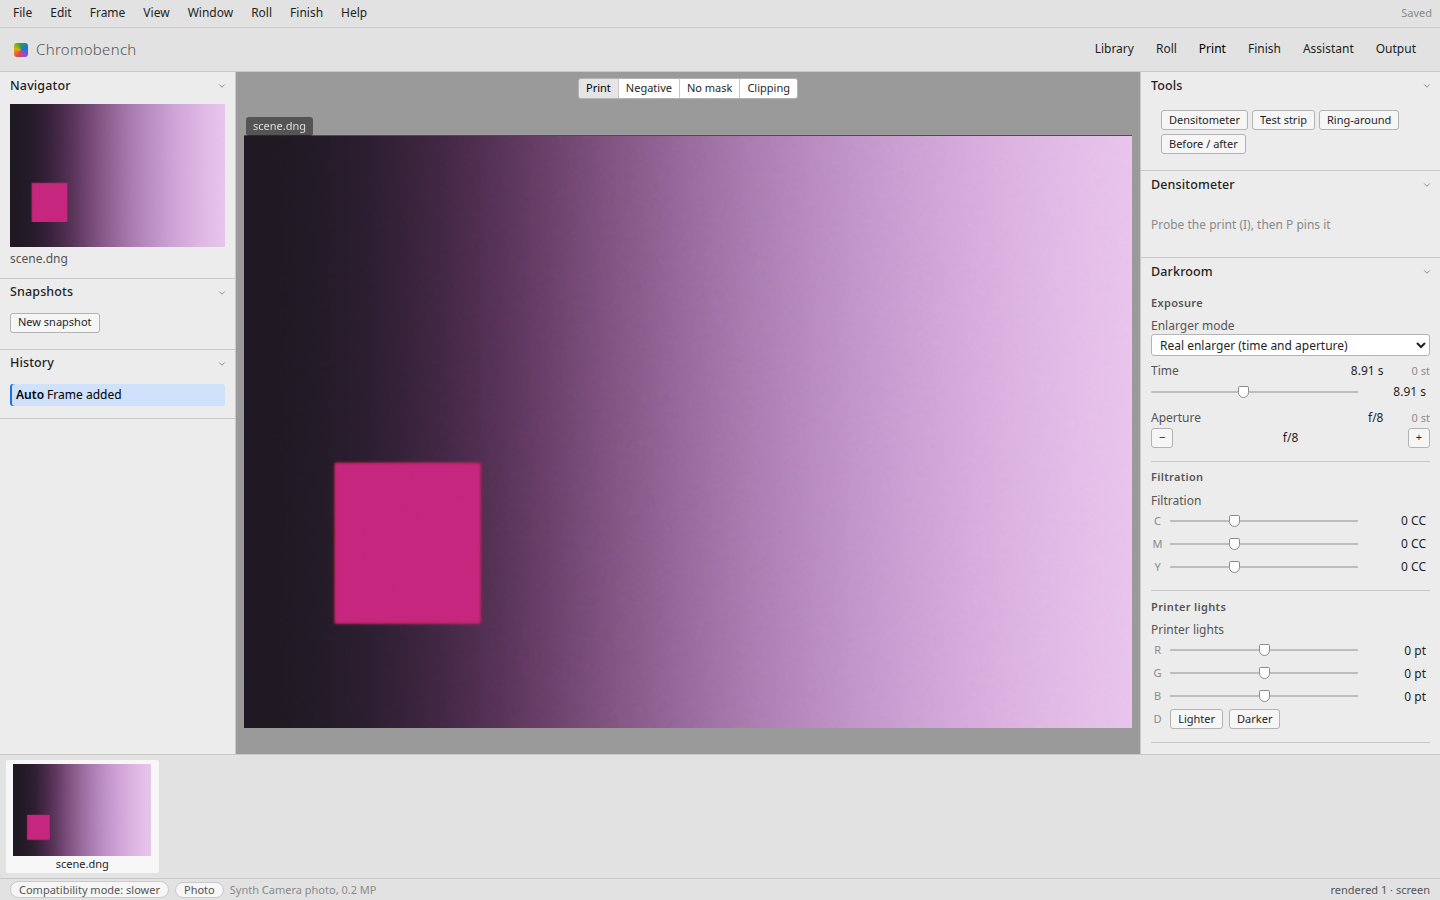 File Edit Frame View Window Roll Finish Help Saved
Chromobench Library Roll Print Finish Assistant Output
Navigator
scene.dng
Snapshots
New snapshot
History
Auto Frame added
Print Negative No mask Clipping
scene.dng
Tools
Densitometer Test strip Ring-around
Before / after
Densitometer
Probe the print (I), then P pins it
Darkroom
Exposure
Enlarger mode
Real enlarger (time and aperture)
Time 8.91 s 0 st
8.91 s
Aperture f/8 0 st
− f/8 +
Filtration
Filtration
C 0 CC
M 0 CC
Y 0 CC
Printer lights
Printer lights
R 0 pt
G 0 pt
B 0 pt
D Lighter Darker
scene.dng
Compatibility mode: slower Photo Synth Camera photo, 0.2 MP rendered 1 · screen